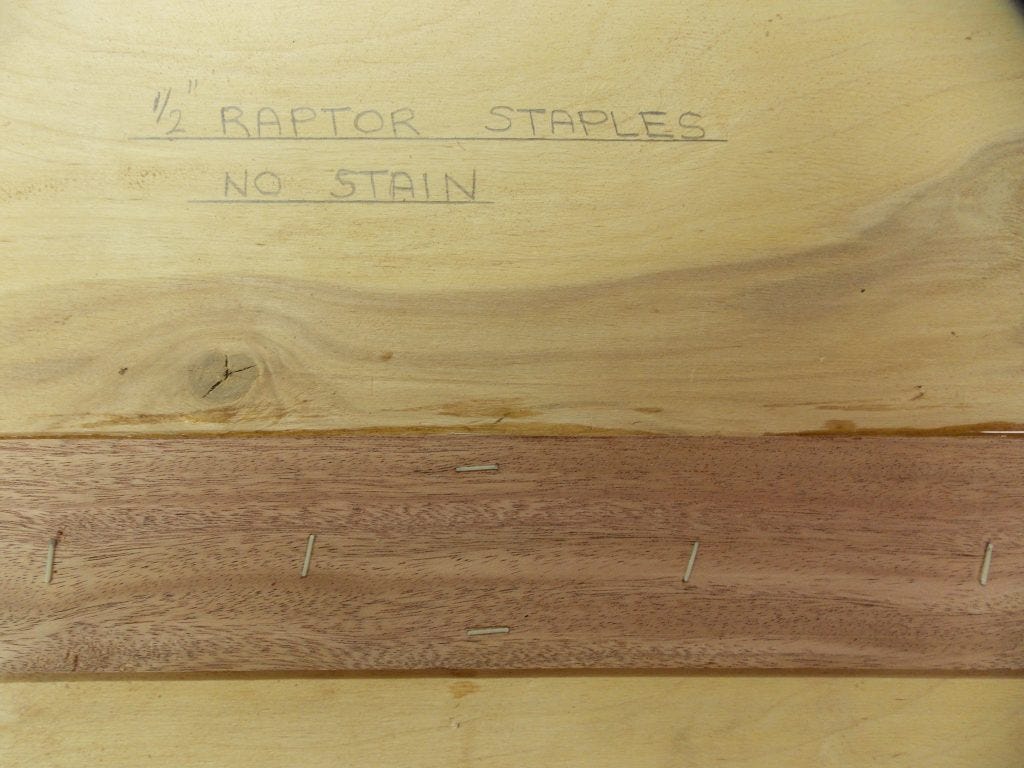 1/2" RAPTOR STAPLES
NO STAIN